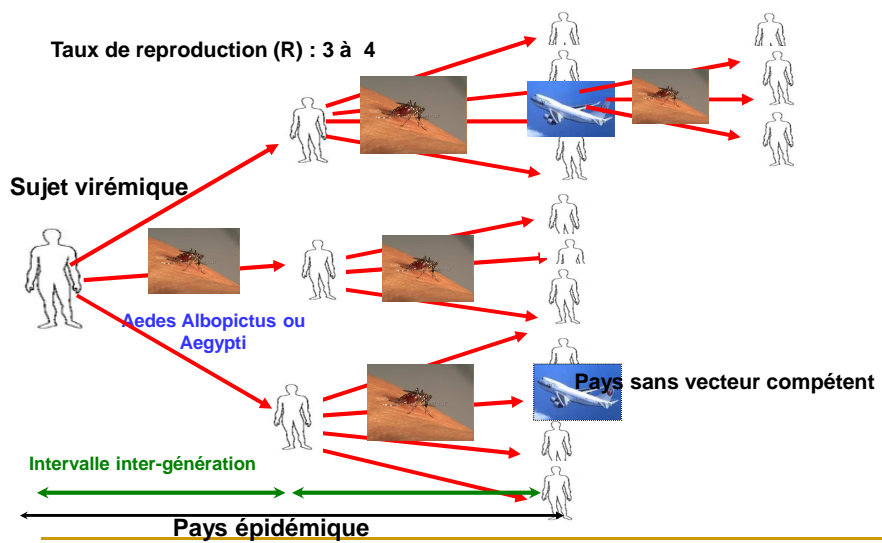 Taux de reproduction (R) : 3 à 4
Sujet virémique
Aedes Albopictus ou
Aegypti
Pays sans vecteur compétent
Intervalle inter-génération
Pays épidémique